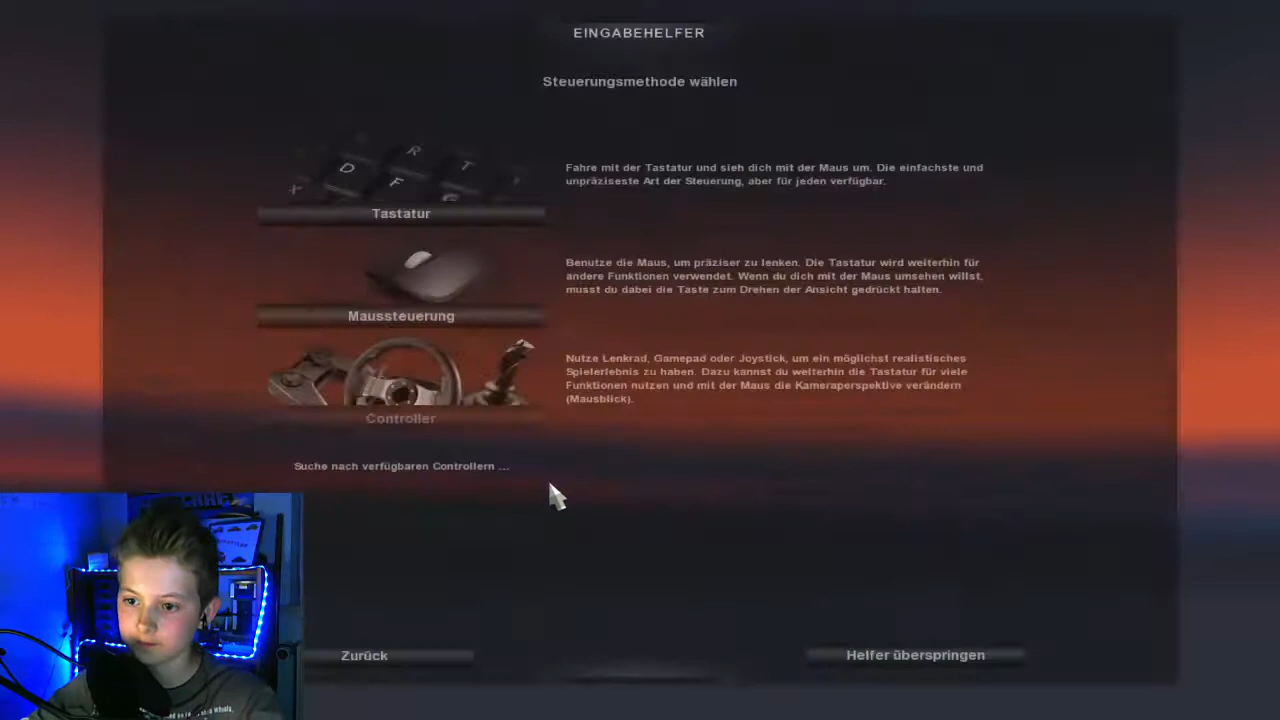 EINGABEHELFER
Steuerungsmethode wählen
Fahre mit der Tastatur und sieh dich mit der Maus um. Die einfachste und
unpräziseste Art der Steuerung, aber für jeden verfügbar.
D R T
X F G
Tastatur
Benutze die Maus, um präziser zu lenken. Die Tastatur wird weiterhin für
andere Funktionen verwendet. Wenn du dich mit der Maus umsehen willst,
musst du dabei die Taste zum Drehen der Ansicht gedrückt halten.
Maussteuerung
Nutze Lenkrad, Gamepad oder Joystick, um ein möglichst realistisches
Spielerlebnis zu haben. Dazu kannst du weiterhin die Tastatur für viele
Funktionen nutzen und mit der Maus die Kameraperspektive verändern
(Mausblick).
Controller
Suche nach verfügbaren Controllern ...
Zurück
Helfer überspringen